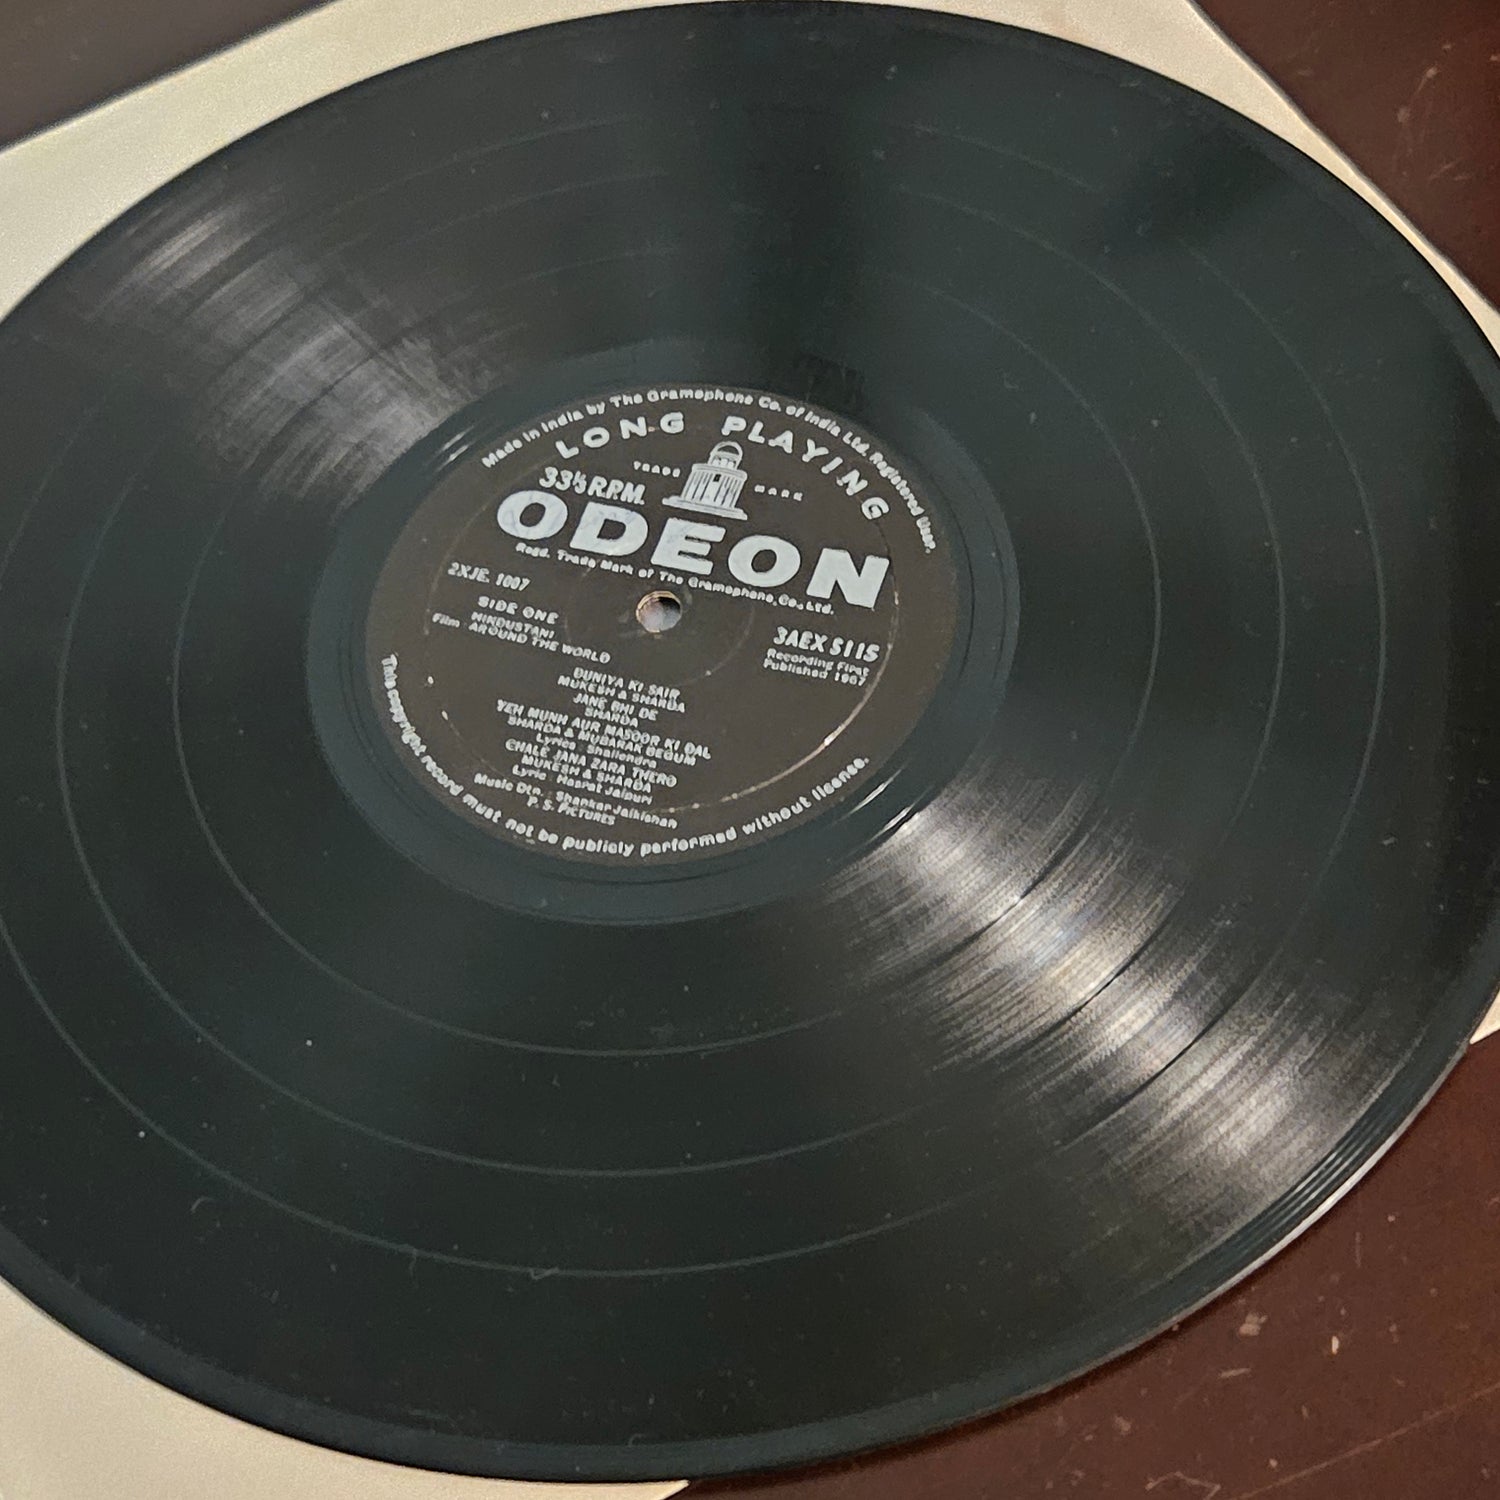 Made in India by The Gramophone Co. of India Ltd. Registered User.
LONG PLAYING
TRADE MARK
33⅓ R.P.M.
ODEON
Regd. Trade Mark of The Gramophone, Co., Ltd.
2XJE. 1007
SIDE ONE
HINDUSTANI
Film : AROUND THE WORLD
3AEX 5115
Recording First
Published 1967
DUNIYA KI SAIR
MUKESH & SHARDA
JANE BHI DE
SHARDA
YEH MUNH AUR MASOOR KI DAL
SHARDA & MUBARAK BEGUM
Lyrics : Shailendra
CHALE JANA ZARA THERO
MUKESH & SHARDA
Lyric : Hasrat Jaipuri
Music Dtn. : Shankar Jaikishan
P. S. PICTURES
This copyright record must not be publicly performed without license.